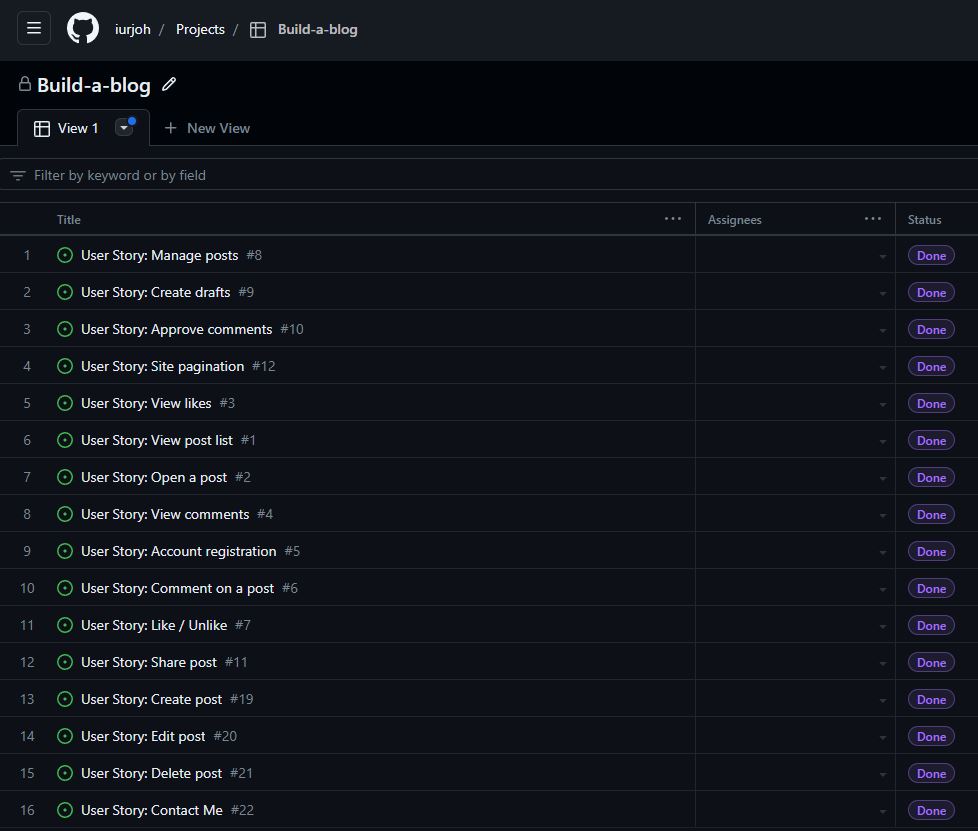 iurjoh / Projects / Build-a-blog
Build-a-blog
View 1 New View
Filter by keyword or by field
Title Assignees Status
1 User Story: Manage posts #8 Done
2 User Story: Create drafts #9 Done
3 User Story: Approve comments #10 Done
4 User Story: Site pagination #12 Done
5 User Story: View likes #3 Done
6 User Story: View post list #1 Done
7 User Story: Open a post #2 Done
8 User Story: View comments #4 Done
9 User Story: Account registration #5 Done
10 User Story: Comment on a post #6 Done
11 User Story: Like / Unlike #7 Done
12 User Story: Share post #11 Done
13 User Story: Create post #19 Done
14 User Story: Edit post #20 Done
15 User Story: Delete post #21 Done
16 User Story: Contact Me #22 Done